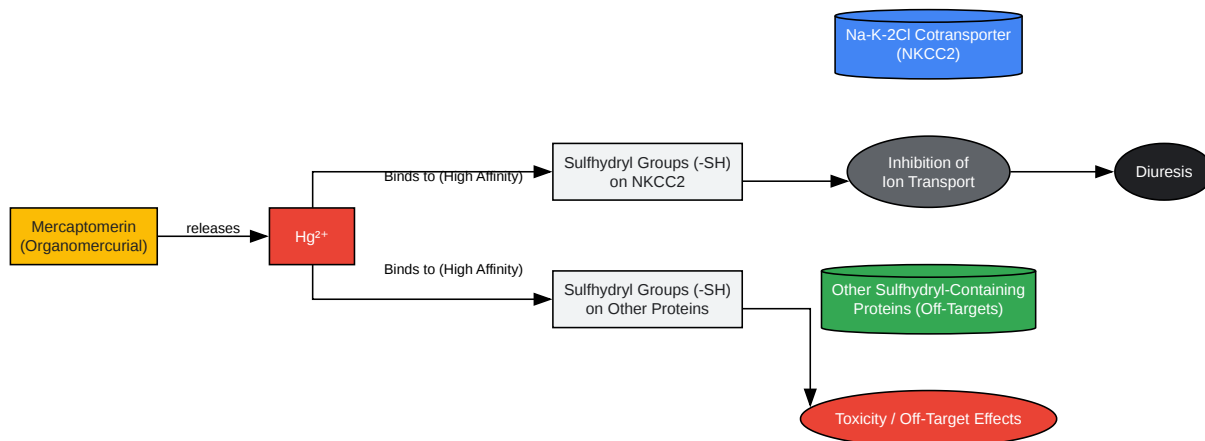 Na-K-2Cl Cotransporter
(NKCC2)
Sulfhydryl Groups (-SH)
on NKCC2
Inhibition of
Ion Transport
Diuresis
Binds to (High Affinity)
Mercaptomerin
(Organomercurial)
releases
Hg²⁺
Binds to (High Affinity)
Sulfhydryl Groups (-SH)
on Other Proteins
Other Sulfhydryl-Containing
Proteins (Off-Targets)
Toxicity / Off-Target Effects